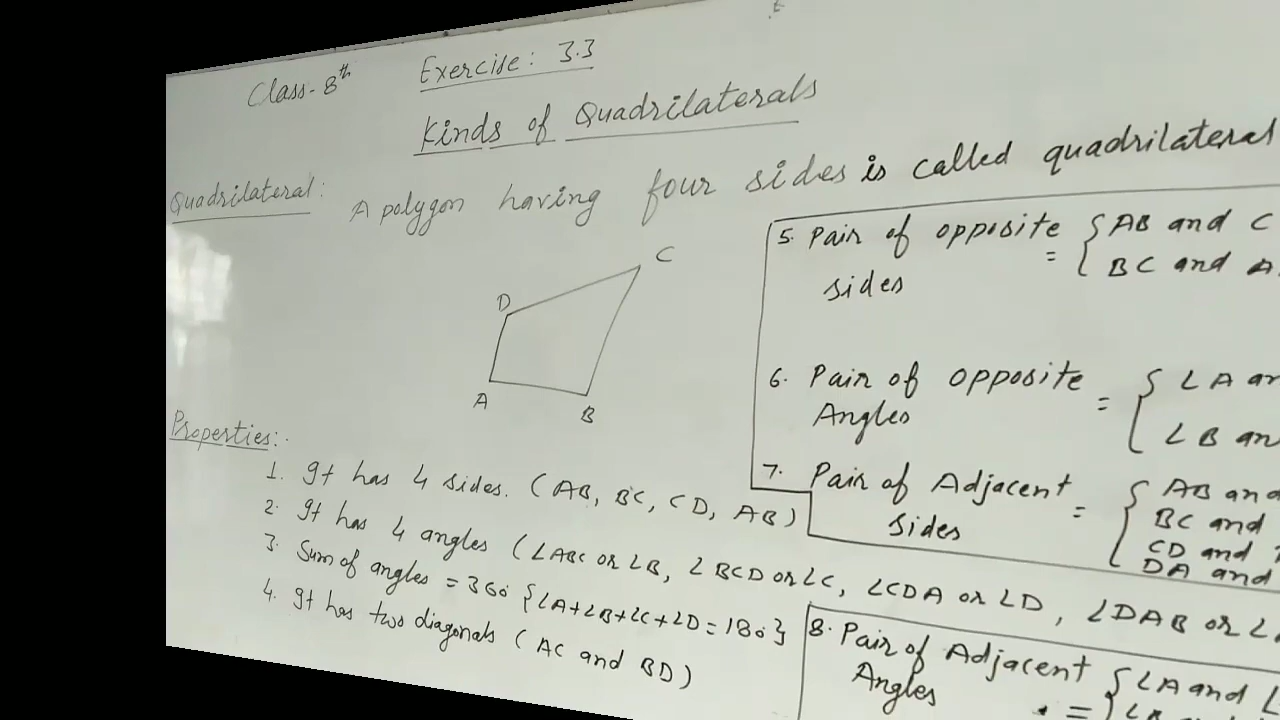 Class-8th Exercise: 3.3
Kinds of Quadrilaterals
Quadrilateral: A polygon having four sides is called quadrilateral
D C
A B
Properties:
1. It has 4 sides. (AB, BC, CD, AB)
2. It has 4 angles (∠ABC or ∠B, ∠BCD or ∠C, ∠CDA or ∠D, ∠DAB or
3. Sum of angles = 360 {∠A+∠B+∠C+∠D=180}
4. It has two diagonals (AC and BD)
5. Pair of opposite sides = { AB and C
BC and A
6. Pair of opposite Angles = { ∠A
∠B
7. Pair of Adjacent Sides = { AB and
BC and
CD and
DA and
8. Pair of Adjacent Angles = { ∠A and ∠